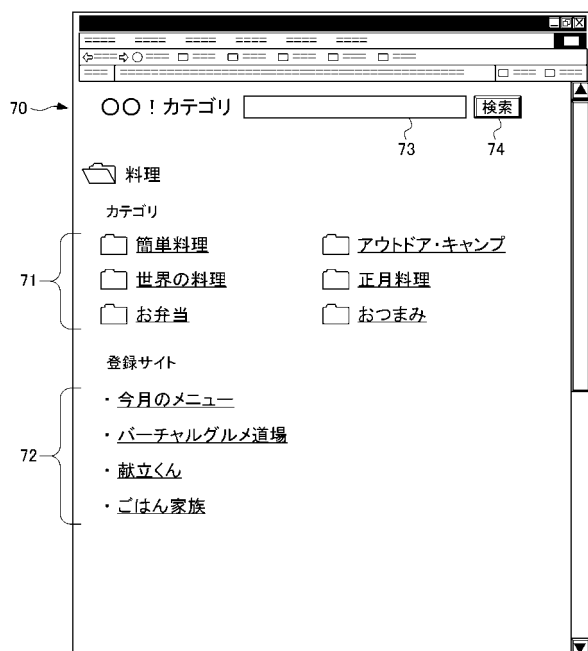 70 ○○！カテゴリ 検索
73 74
料理
カテゴリ
簡単料理 アウトドア・キャンプ
71 世界の料理 正月料理
お弁当 おつまみ
登録サイト
・今月のメニュー
・バーチャルグルメ道場
72 ・献立くん
・ごはん家族